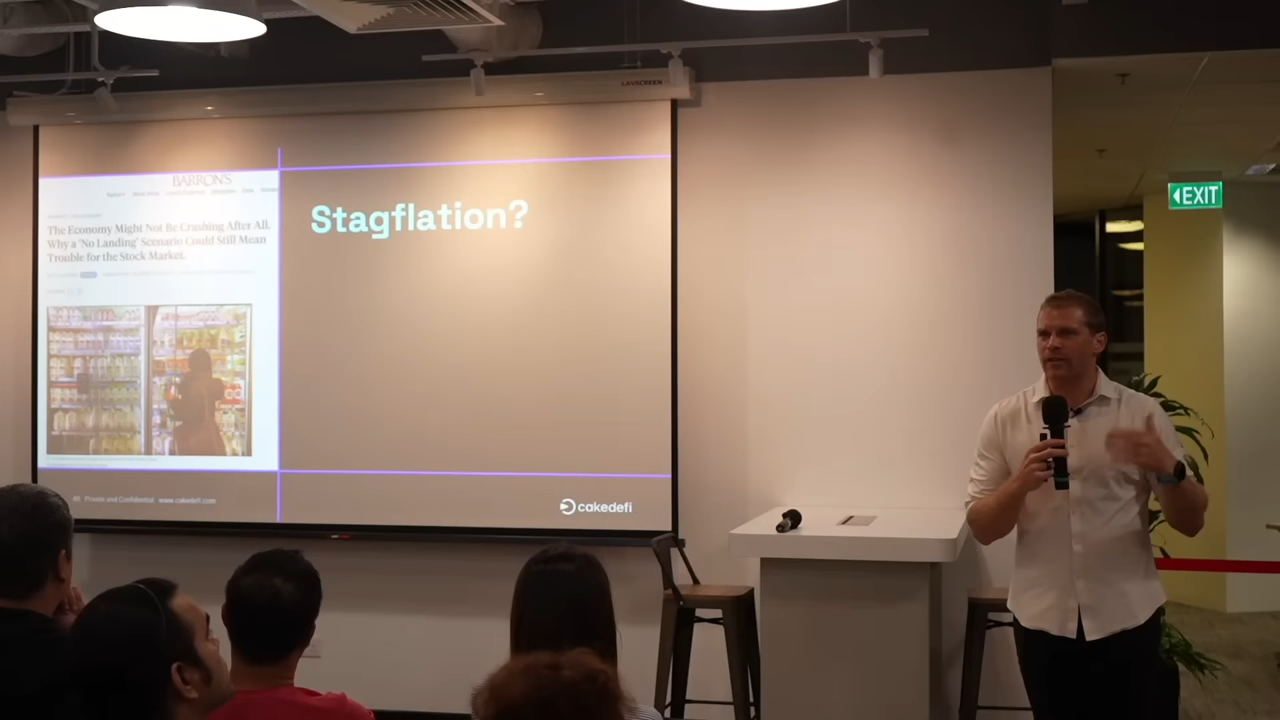 LAVSCREEN
BARRON'S
The Economy Might Not Be Crashing After All.
Why a 'No Landing' Scenario Could Still Mean
Trouble for the Stock Market.
Stagflation?
Private and Confidential www.cakedefi.com
cakedefi
EXIT